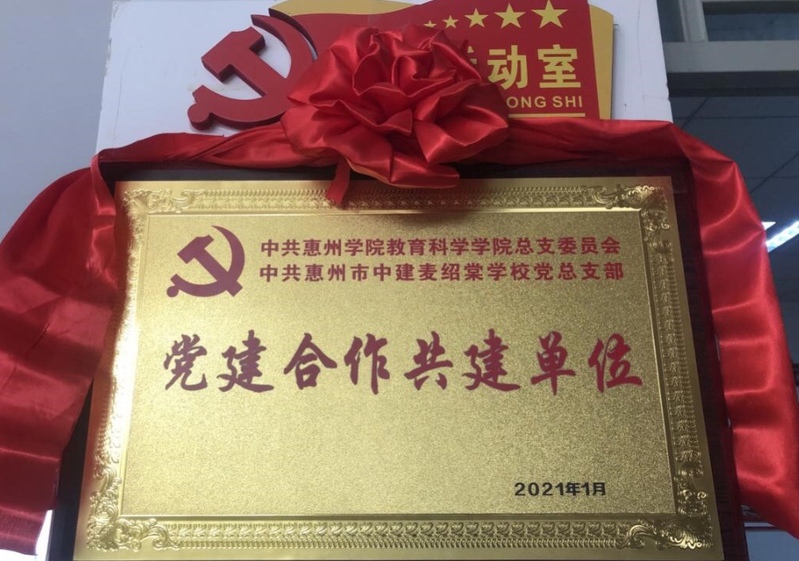 动室
ONG SHI
中共惠州学院教育科学学院总支委员会
中共惠州市中建麦绍棠学校党总支部
党建合作共建单位
2021年1月